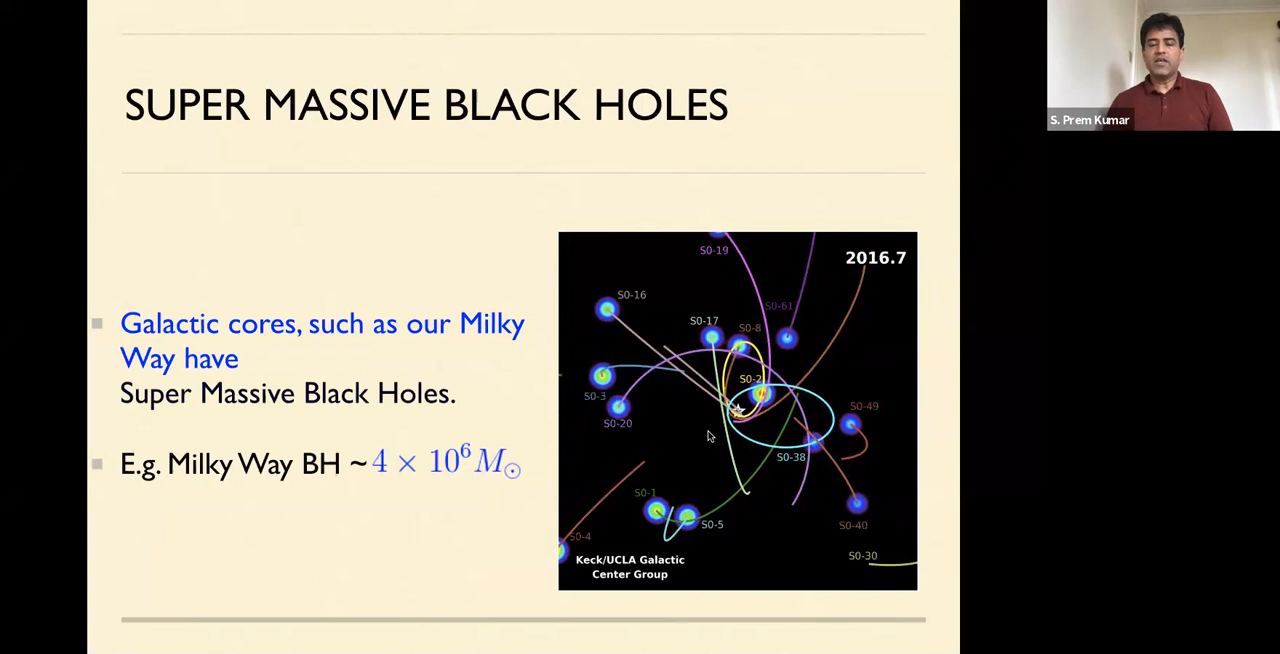 SUPER MASSIVE BLACK HOLES
S. Prem Kumar
Galactic cores, such as our Milky
Way have
Super Massive Black Holes.
E.g. Milky Way BH ~ 4 × 10⁶ M⊙
2016.7
S0-19
S0-16
S0-61
S0-17
S0-8
S0-2
S0-3
S0-20
S0-49
S0-38
S0-1
S0-5
S0-40
S0-4
S0-30
Keck/UCLA Galactic
Center Group